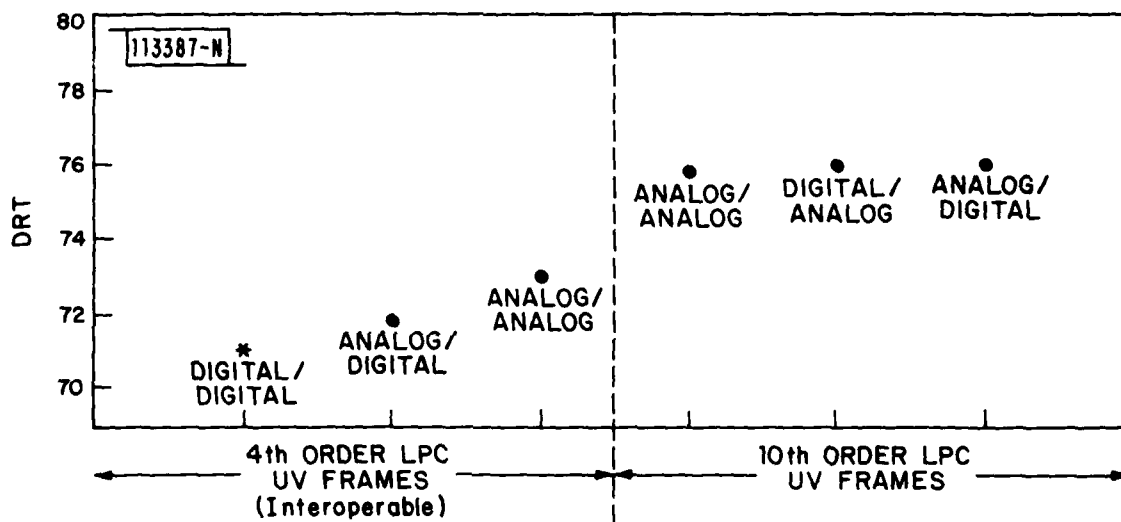 113387-N
80
78
76
74
72
70
DRT
DIGITAL/
DIGITAL
ANALOG/
DIGITAL
ANALOG/
ANALOG
ANALOG/
ANALOG
DIGITAL/
ANALOG
ANALOG/
DIGITAL
4th ORDER LPC
UV FRAMES
(Interoperable)
10th ORDER LPC
UV FRAMES